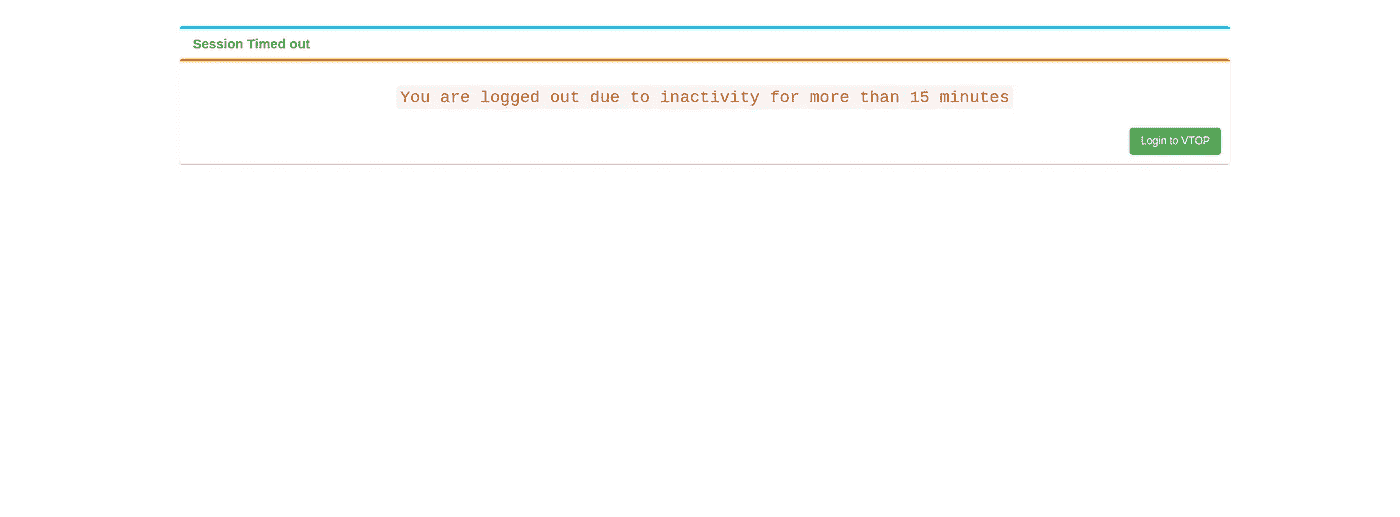 Session Timed out
You are logged out due to inactivity for more than 15 minutes
Login to VTOP